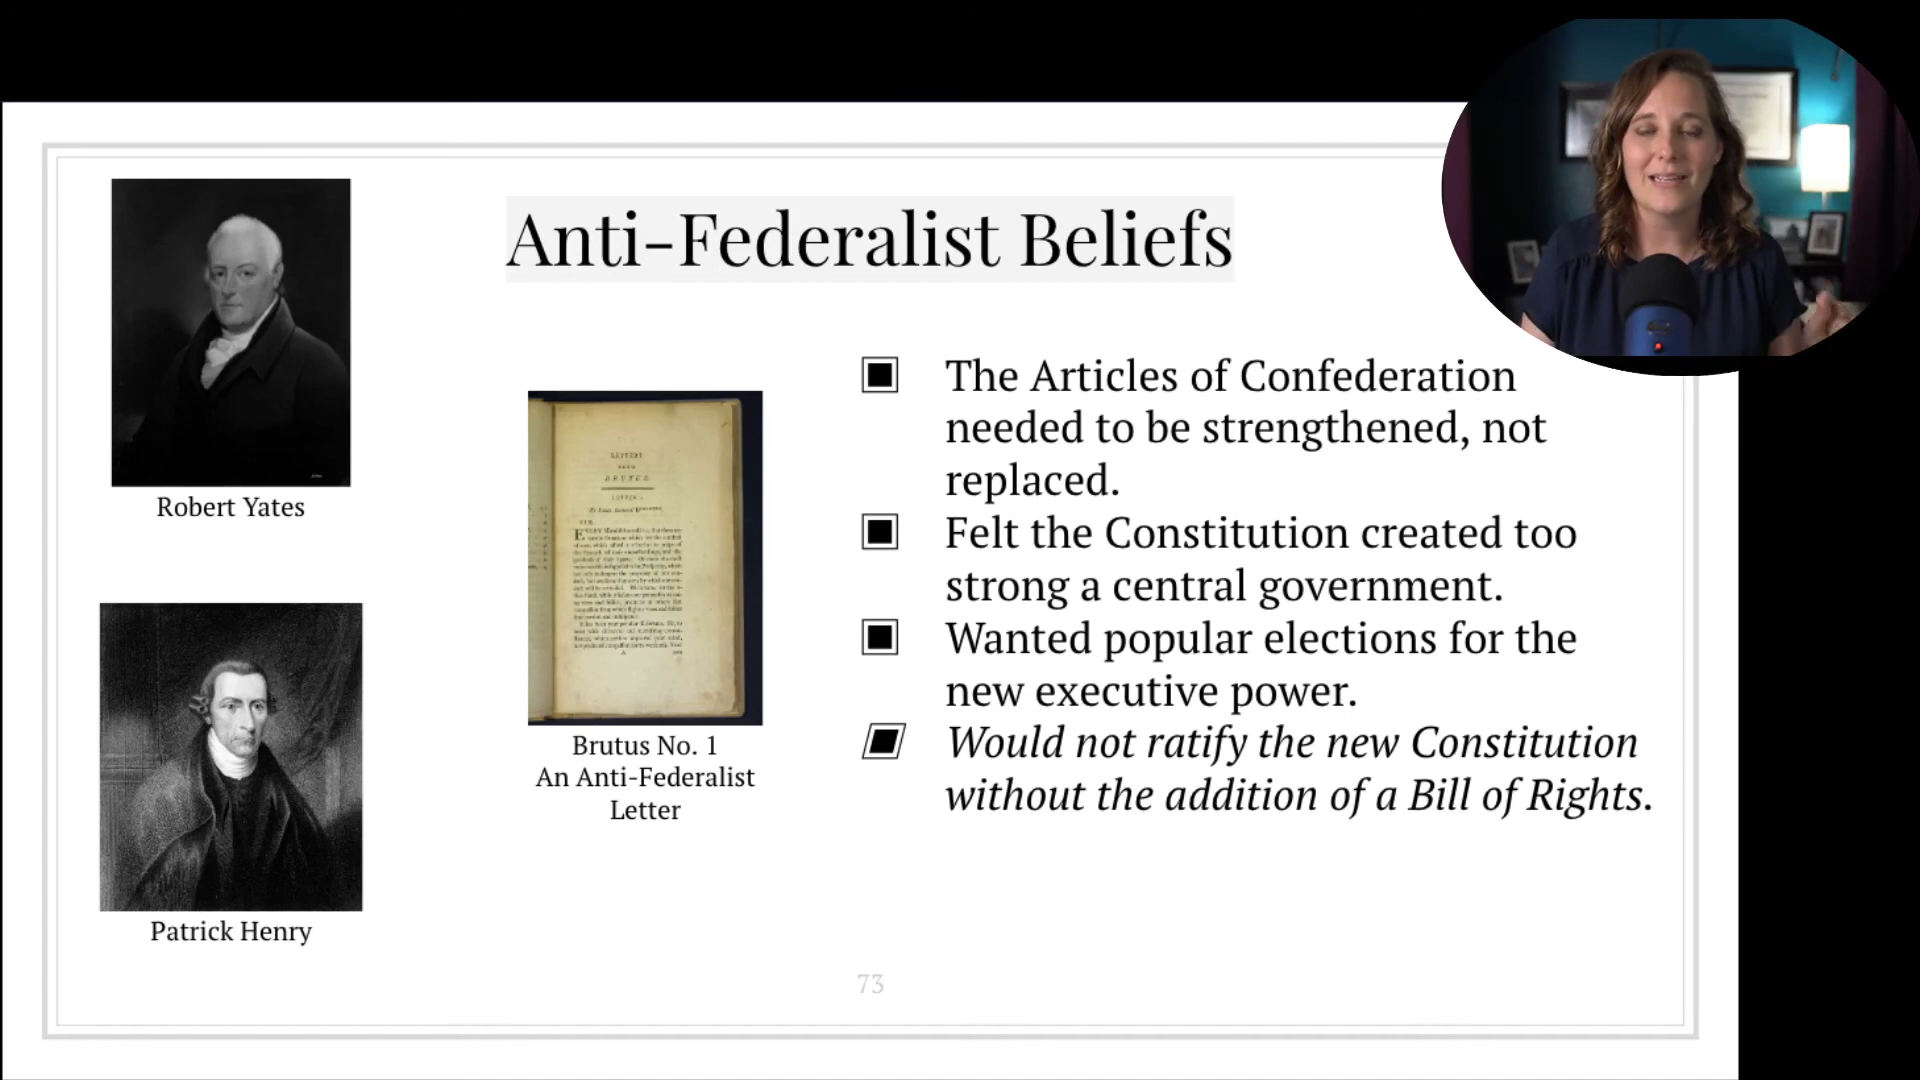 Anti-Federalist Beliefs
Robert Yates
Patrick Henry
LETTERS
BRUTUS
Brutus No. 1
An Anti-Federalist
Letter
The Articles of Confederation
needed to be strengthened, not
replaced.
Felt the Constitution created too
strong a central government.
Wanted popular elections for the
new executive power.
Would not ratify the new Constitution
without the addition of a Bill of Rights.
73